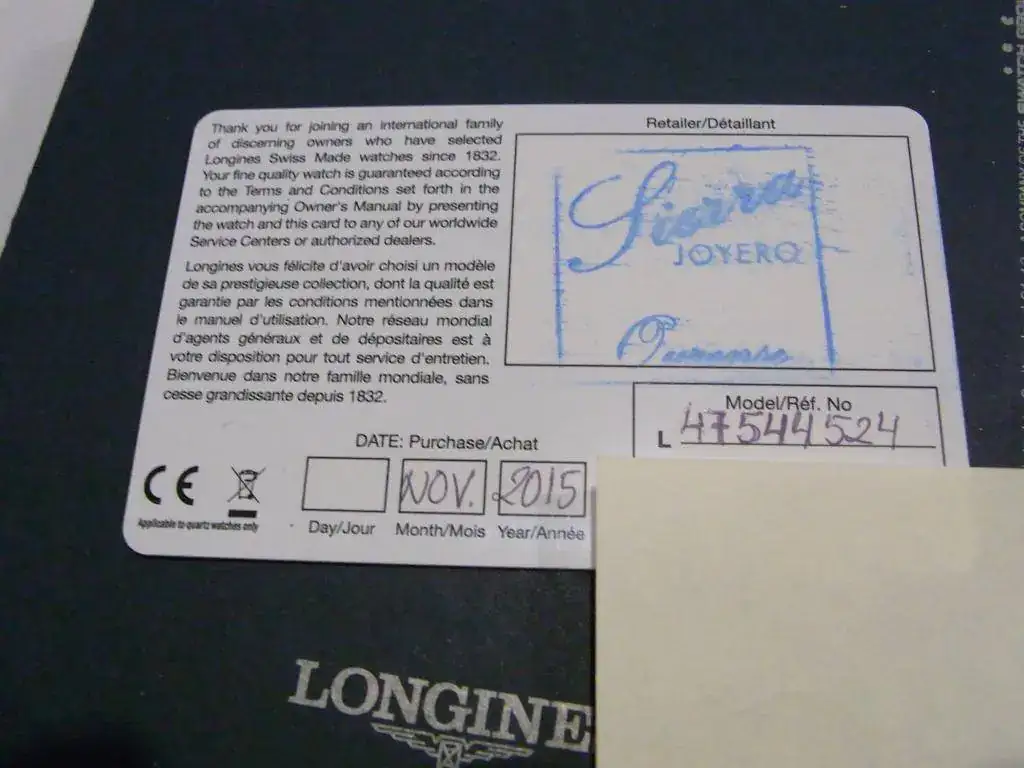 Thank you for joining an international family
of discerning owners who have selected
Longines Swiss Made watches since 1832.
Your fine quality watch is guaranteed according
to the Terms and Conditions set forth in the
accompanying Owner's Manual by presenting
the watch and this card to any of our worldwide
Service Centers or authorized dealers.
Longines vous félicite d'avoir choisi un modèle
de sa prestigieuse collection, dont la qualité est
garantie par les conditions mentionnées dans
le manuel d'utilisation. Notre réseau mondial
d'agents généraux et de dépositaires est à
votre disposition pour tout service d'entretien.
Bienvenue dans notre famille mondiale, sans
cesse grandissante depuis 1832.
Retailer/Détaillant
Sierra
JOYERO
Model/Réf. No
L 47544524
DATE: Purchase/Achat
NOV. 2015
Day/Jour Month/Mois Year/Année
CE
Applicable to quartz watches only
LONGINE
A COMPANY OF THE SWATCH GROUP